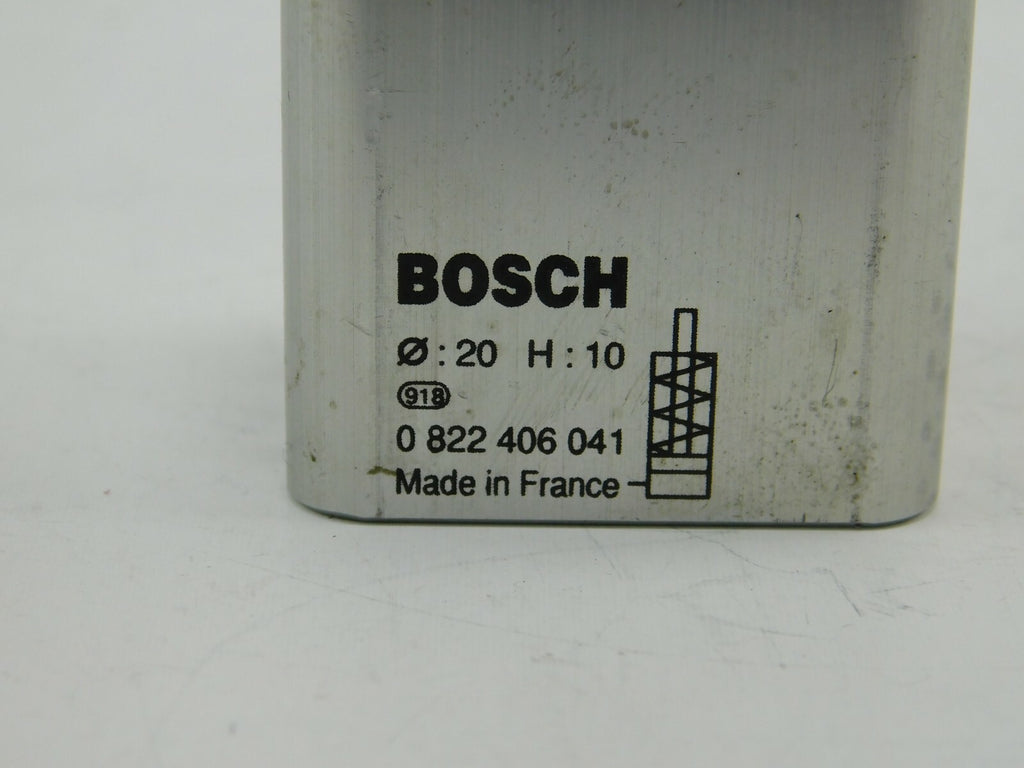 BOSCH
Ø : 20 H : 10
918
0 822 406 041
Made in France